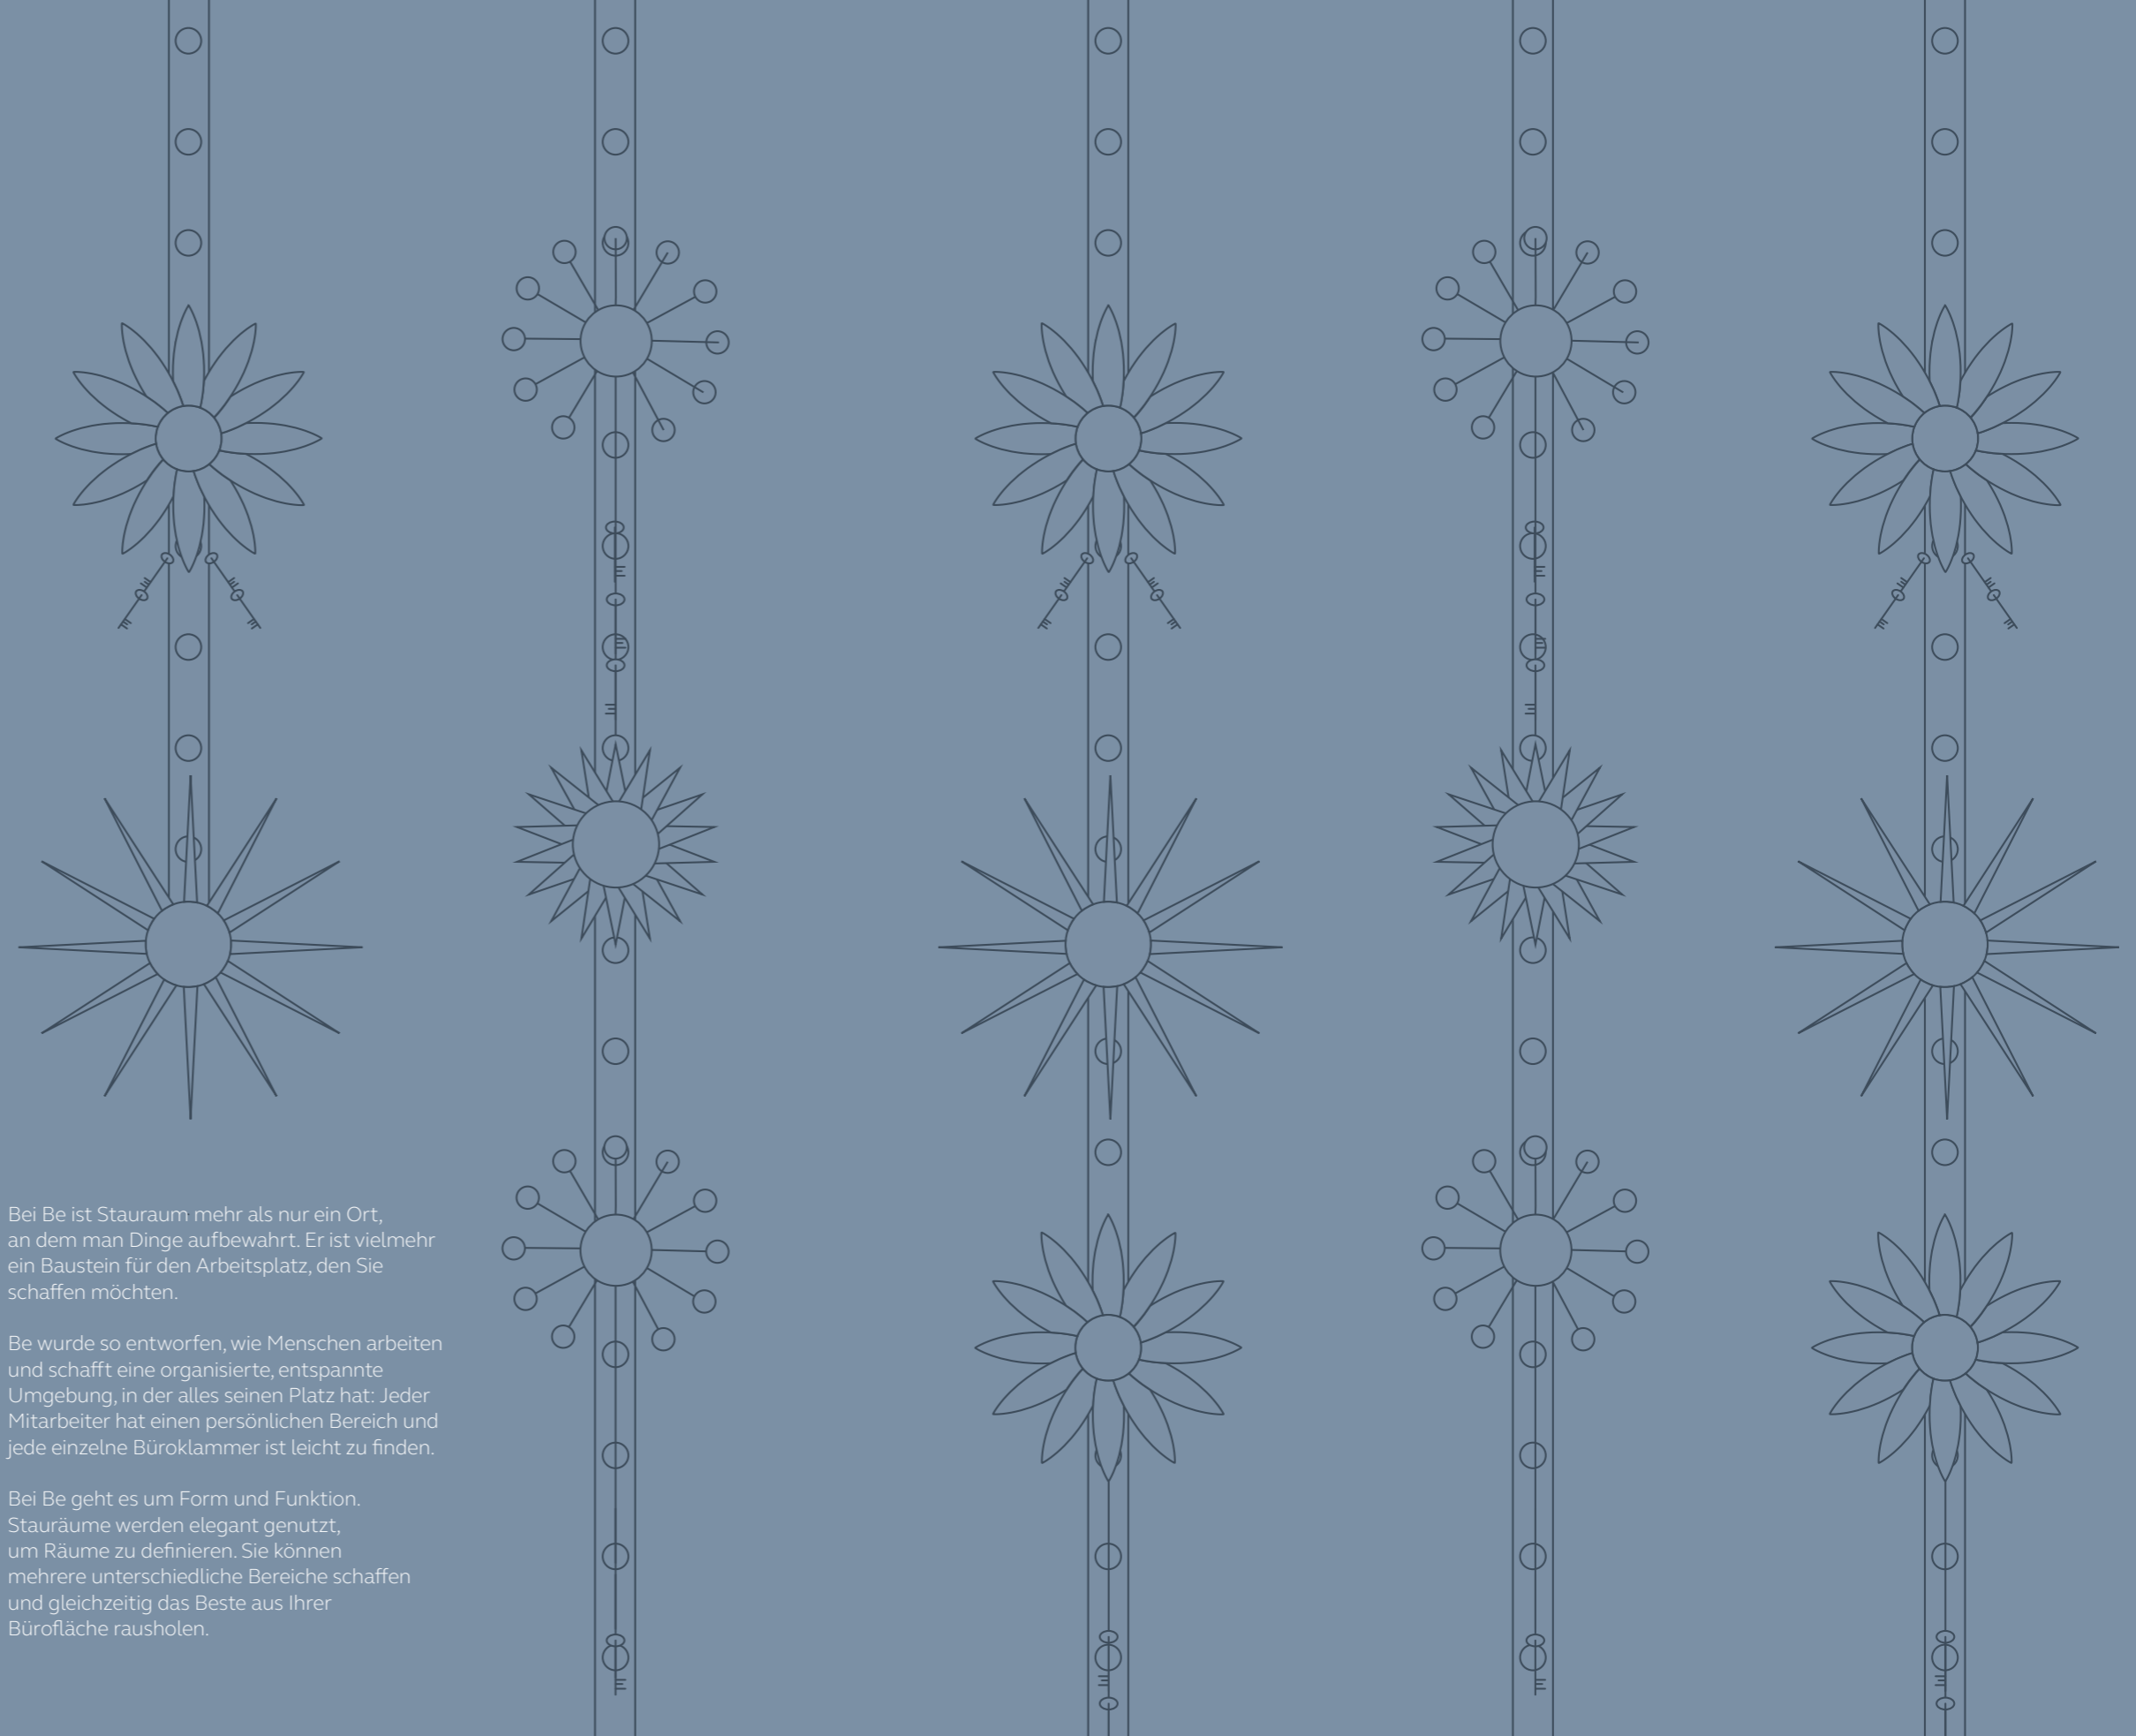 Bei Be ist Stauraum mehr als nur ein Ort,
an dem man Dinge aufbewahrt. Er ist vielmehr
ein Baustein für den Arbeitsplatz, den Sie
schaffen möchten.
Be wurde so entworfen, wie Menschen arbeiten
und schafft eine organisierte, entspannte
Umgebung, in der alles seinen Platz hat: Jeder
Mitarbeiter hat einen persönlichen Bereich und
jede einzelne Büroklammer ist leicht zu finden.
Bei Be geht es um Form und Funktion.
Stauräume werden elegant genutzt,
um Räume zu definieren. Sie können
mehrere unterschiedliche Bereiche schaffen
und gleichzeitig das Beste aus Ihrer
Bürofläche rausholen.